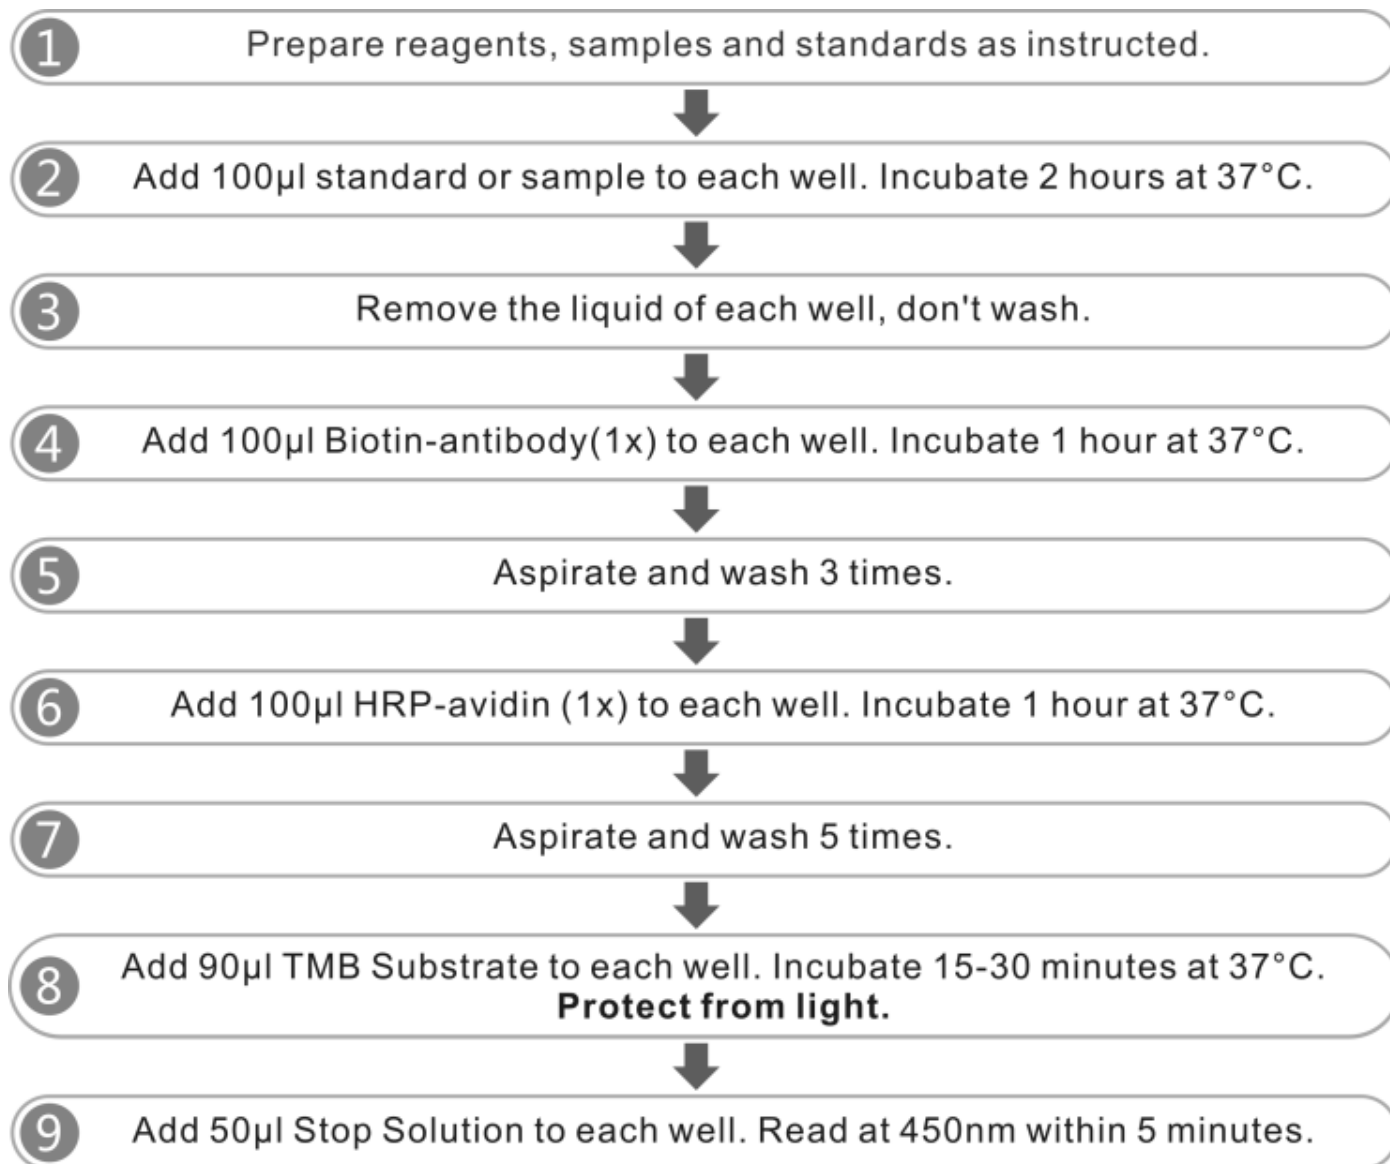 1 Prepare reagents, samples and standards as instructed.
2 Add 100µl standard or sample to each well. Incubate 2 hours at 37°C.
3 Remove the liquid of each well, don't wash.
4 Add 100µl Biotin-antibody(1x) to each well. Incubate 1 hour at 37°C.
5 Aspirate and wash 3 times.
6 Add 100µl HRP-avidin (1x) to each well. Incubate 1 hour at 37°C.
7 Aspirate and wash 5 times.
8 Add 90µl TMB Substrate to each well. Incubate 15-30 minutes at 37°C.
Protect from light.
9 Add 50µl Stop Solution to each well. Read at 450nm within 5 minutes.